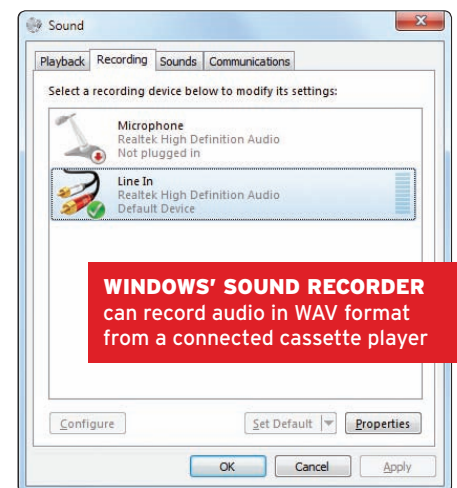 Sound
Playback Recording Sounds Communications
Select a recording device below to modify its settings:
Microphone
Realtek High Definition Audio
Not plugged in
Line In
Realtek High Definition Audio
Default Device
WINDOWS' SOUND RECORDER
can record audio in WAV format
from a connected cassette player
Configure Set Default Properties
OK Cancel Apply